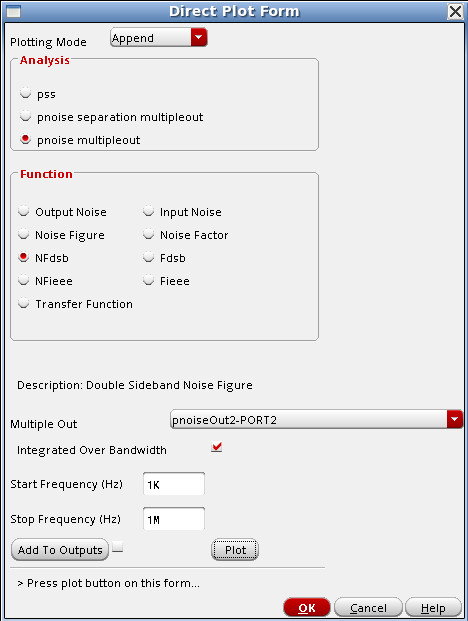 Direct Plot Form
Plotting Mode Append
Analysis
pss
pnoise separation multipleout
pnoise multipleout
Function
Output Noise Input Noise
Noise Figure Noise Factor
NFdsb Fdsb
NFieee Fieee
Transfer Function
Description: Double Sideband Noise Figure
Multiple Out pnoiseOut2-PORT2
Integrated Over Bandwidth
Start Frequency (Hz) 1K
Stop Frequency (Hz) 1M
Add To Outputs Plot
> Press plot button on this form...
OK Cancel Help